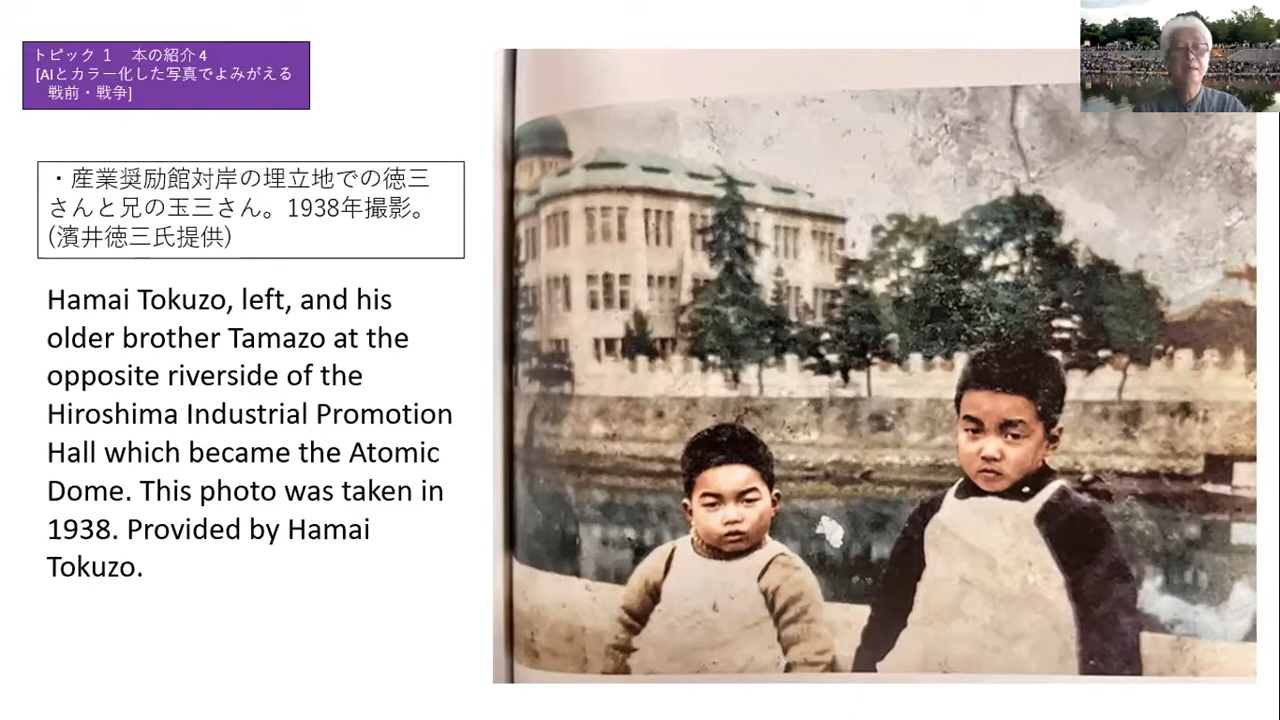 トピック 1　本の紹介 4
[AIとカラー化した写真でよみがえる
戦前・戦争]
・産業奨励館対岸の埋立地での徳三
さんと兄の玉三さん。1938年撮影。
(濱井徳三氏提供)
Hamai Tokuzo, left, and his
older brother Tamazo at the
opposite riverside of the
Hiroshima Industrial Promotion
Hall which became the Atomic
Dome. This photo was taken in
1938. Provided by Hamai
Tokuzo.